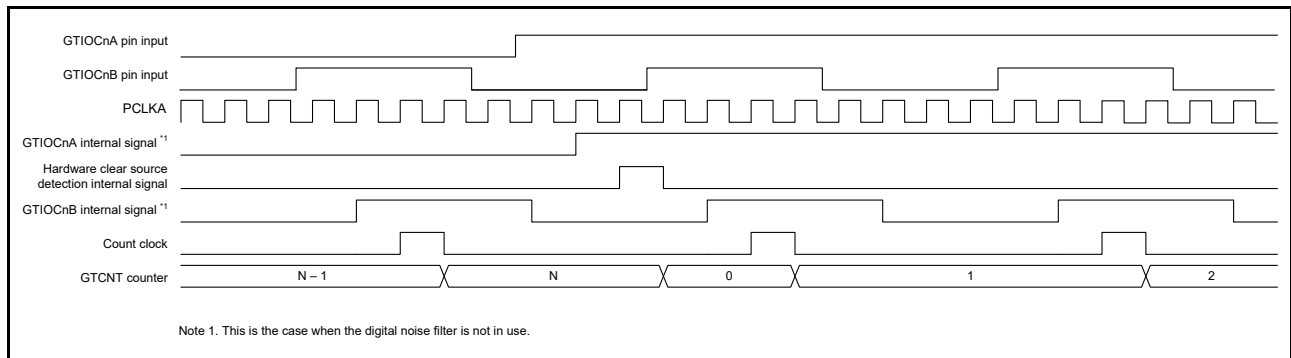 GTIOCnA pin input
GTIOCnB pin input
PCLKA
GTIOCnA internal signal *1
Hardware clear source
detection internal signal
GTIOCnB internal signal *1
Count clock
GTCNT counter
N – 1
N
0
1
2
Note 1. This is the case when the digital noise filter is not in use.